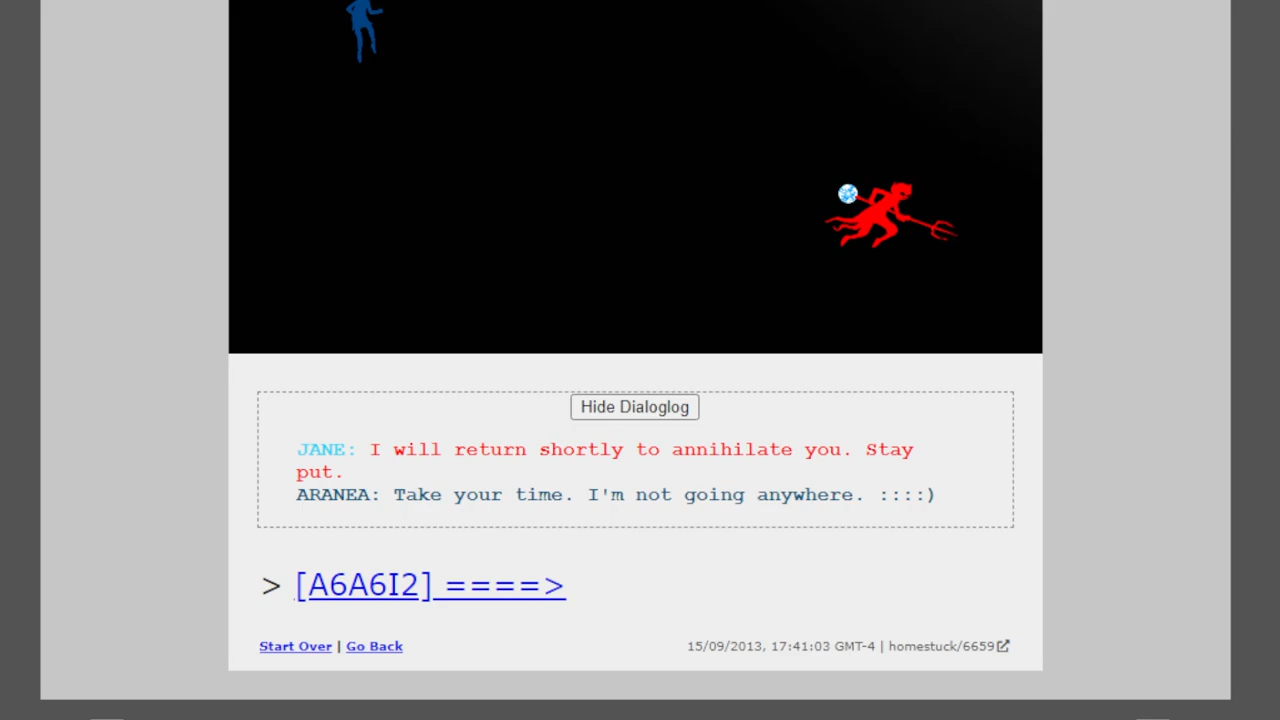 Hide Dialoglog
JANE: I will return shortly to annihilate you. Stay
put.
ARANEA: Take your time. I'm not going anywhere. ::::)
> [A6A6I2] ====>
Start Over | Go Back
15/09/2013, 17:41:03 GMT-4 | homestuck/6659